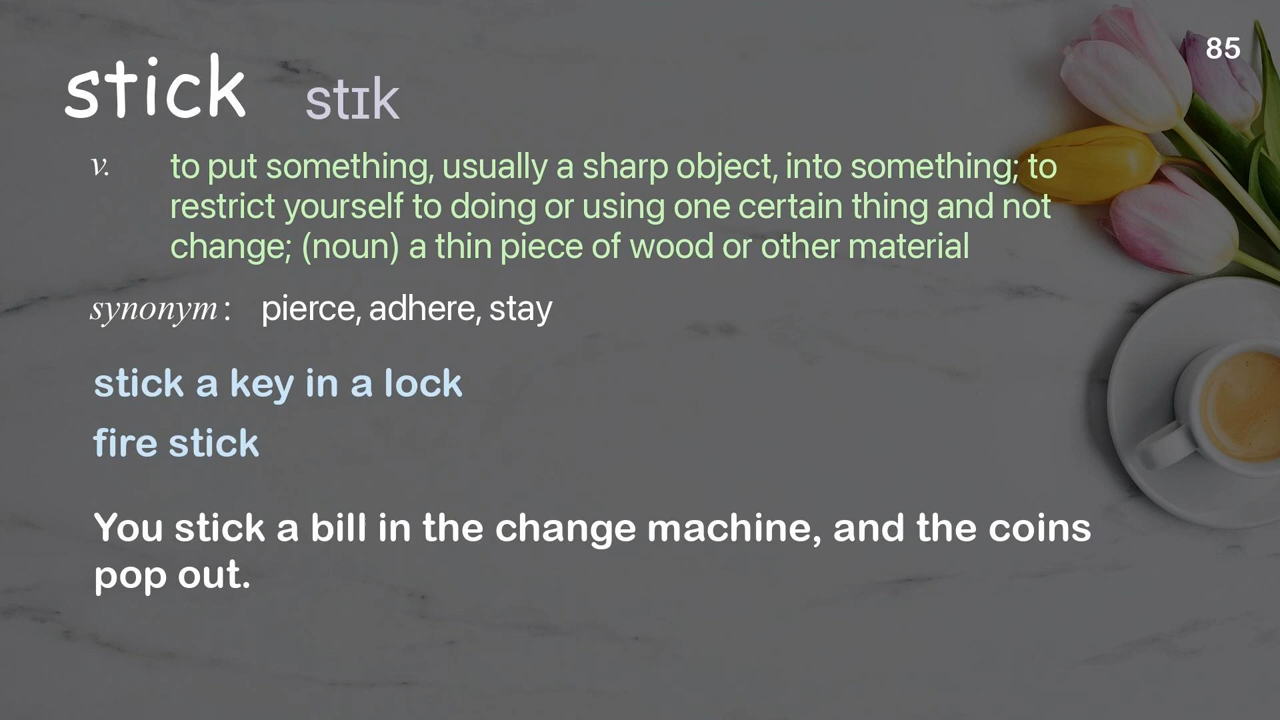 85
stick stɪk
v. to put something, usually a sharp object, into something; to
restrict yourself to doing or using one certain thing and not
change; (noun) a thin piece of wood or other material
synonym: pierce, adhere, stay
stick a key in a lock
fire stick
You stick a bill in the change machine, and the coins
pop out.